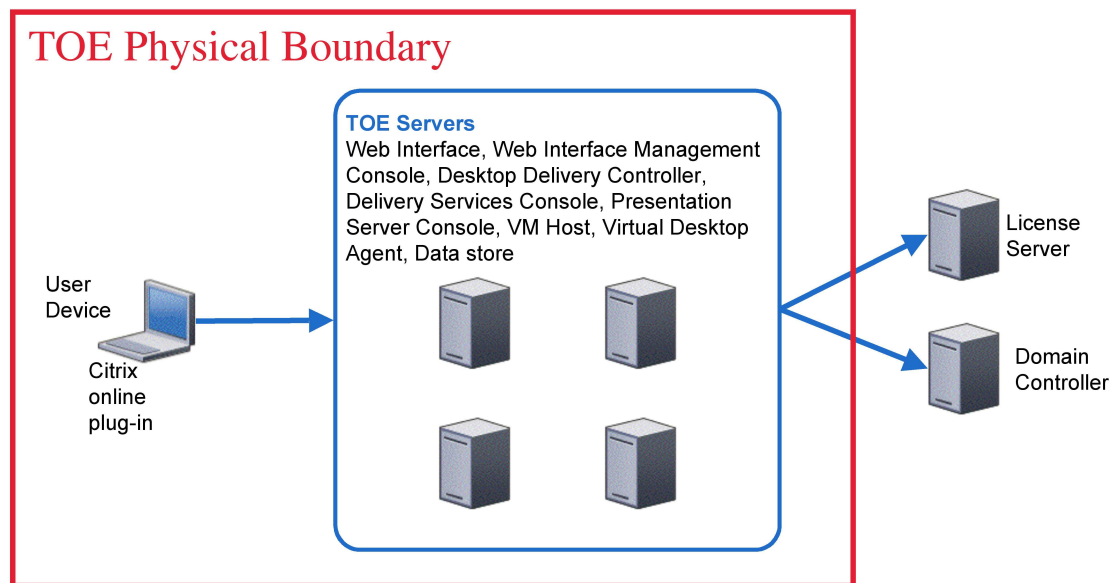 TOE Physical Boundary
TOE Servers
Web Interface, Web Interface Management
Console, Desktop Delivery Controller,
Delivery Services Console, Presentation
Server Console, VM Host, Virtual Desktop
Agent, Data store
User
Device
Citrix
online
plug-in
License
Server
Domain
Controller